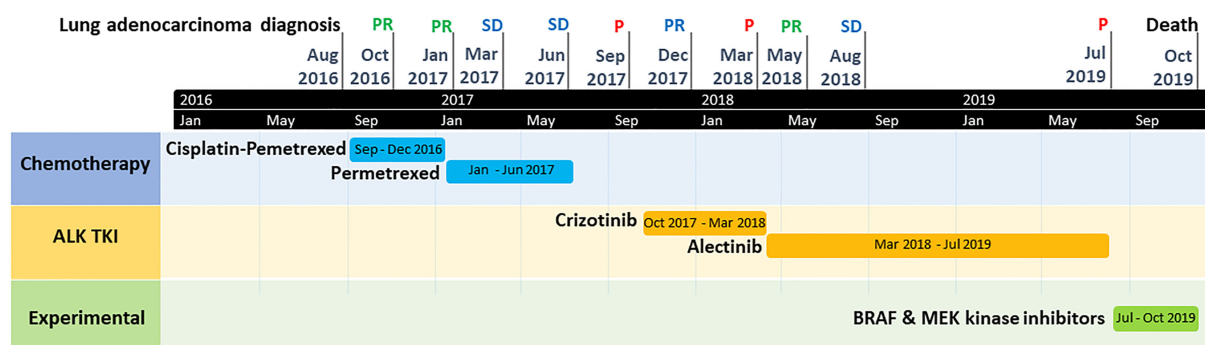 Lung adenocarcinoma diagnosis PR PR SD SD P PR P PR SD P Death
Aug 2016 Oct 2016 Jan 2017 Mar 2017 Jun 2017 Sep 2017 Dec 2017 Mar 2018 May 2018 Aug 2018 Jul 2019 Oct 2019
2016 2017 2018 2019
Jan May Sep Jan May Sep Jan May Sep Jan May Sep
Chemotherapy
Cisplatin-Pemetrexed Sep - Dec 2016
Permetrexed Jan - Jun 2017
ALK TKI
Crizotinib Oct 2017 - Mar 2018
Alectinib Mar 2018 - Jul 2019
Experimental
BRAF & MEK kinase inhibitors Jul - Oct 2019